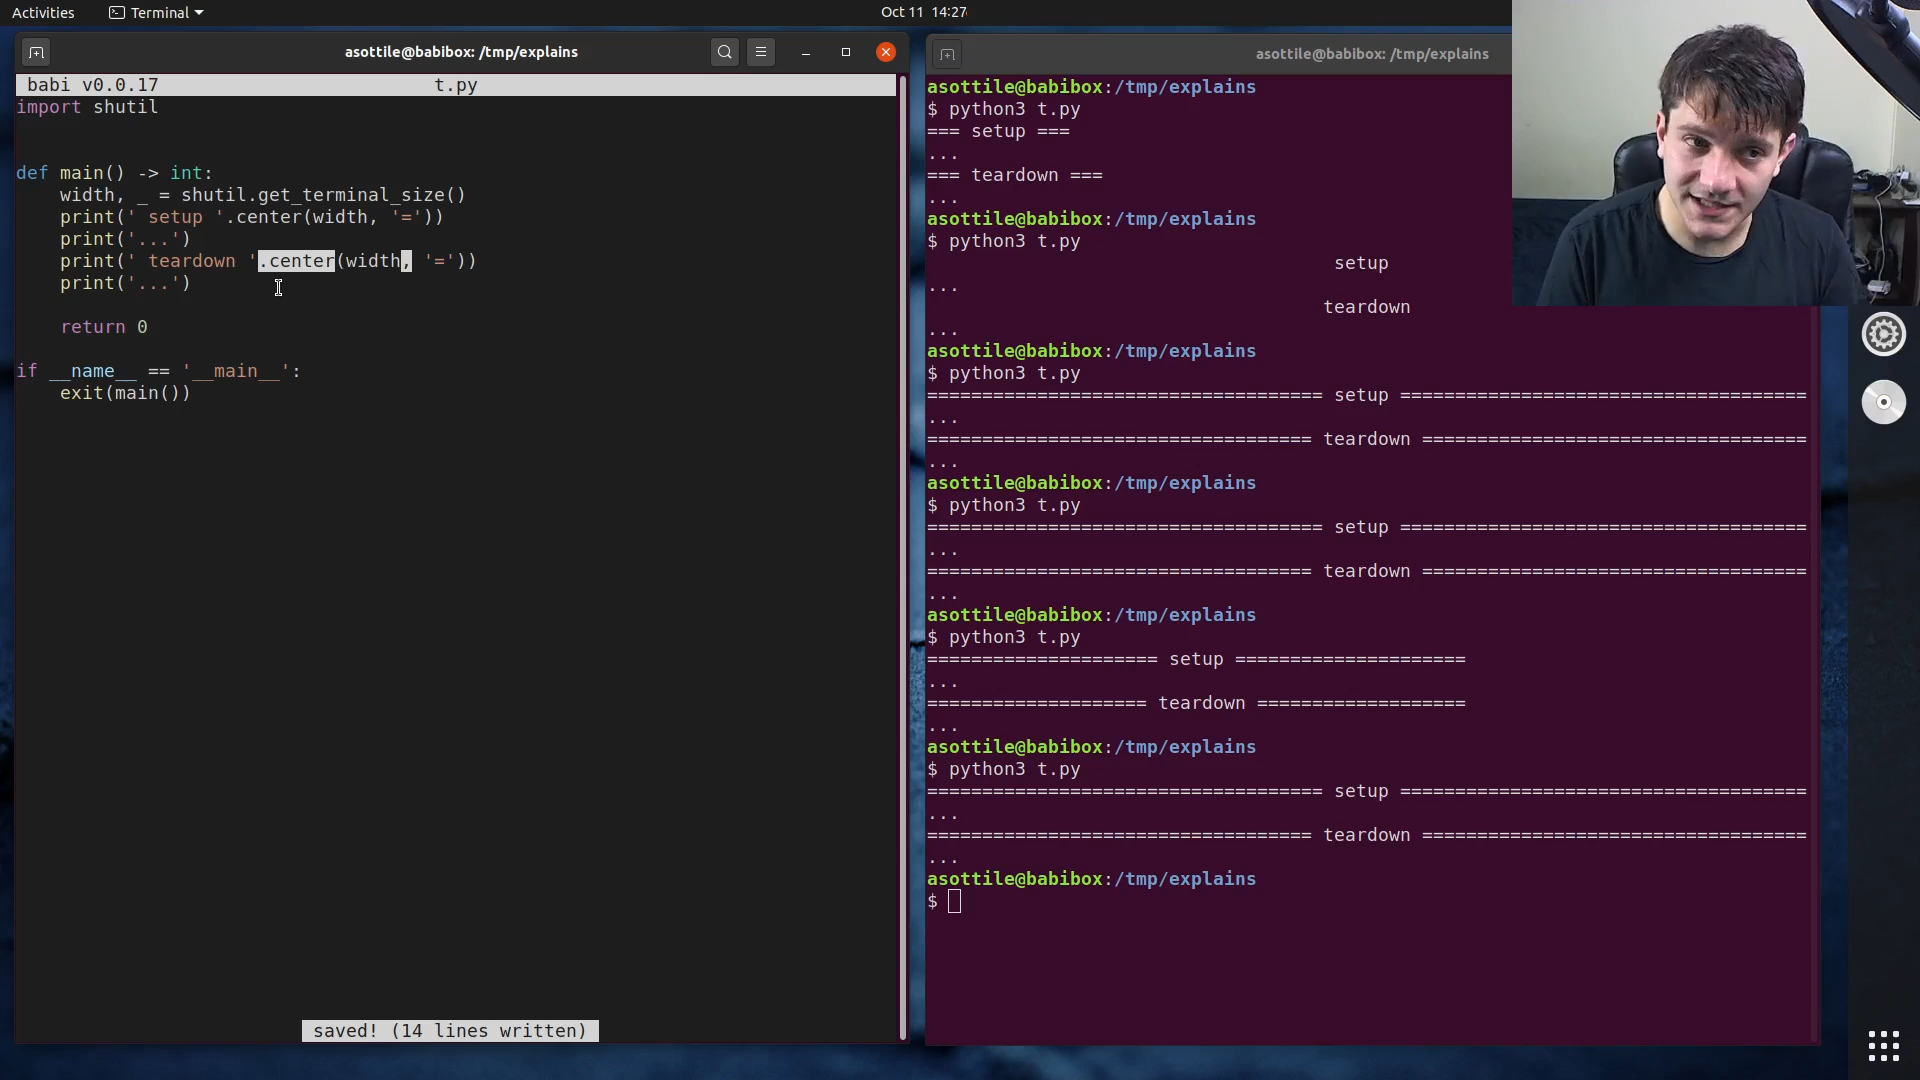 Activities
Terminal
Oct 11 14:27
asottile@babibox: /tmp/explains
babi v0.0.17 t.py
import shutil
def main() -> int:
    width, _ = shutil.get_terminal_size()
    print(' setup '.center(width, '='))
    print('...')
    print(' teardown '.center(width, '='))
    print('...')
    return 0
if __name__ == '__main__':
    exit(main())
saved! (14 lines written)
asottile@babibox: /tmp/explains
asottile@babibox:/tmp/explains
$ python3 t.py
=== setup ===
...
=== teardown ===
...
asottile@babibox:/tmp/explains
$ python3 t.py
setup
...
teardown
...
asottile@babibox:/tmp/explains
$ python3 t.py
==================================== setup =====================================
...
=================================== teardown ===================================
...
asottile@babibox:/tmp/explains
$ python3 t.py
==================================== setup =====================================
...
=================================== teardown ===================================
...
asottile@babibox:/tmp/explains
$ python3 t.py
===================== setup =====================
...
==================== teardown ===================
...
asottile@babibox:/tmp/explains
$ python3 t.py
==================================== setup =====================================
...
=================================== teardown ===================================
...
asottile@babibox:/tmp/explains
$